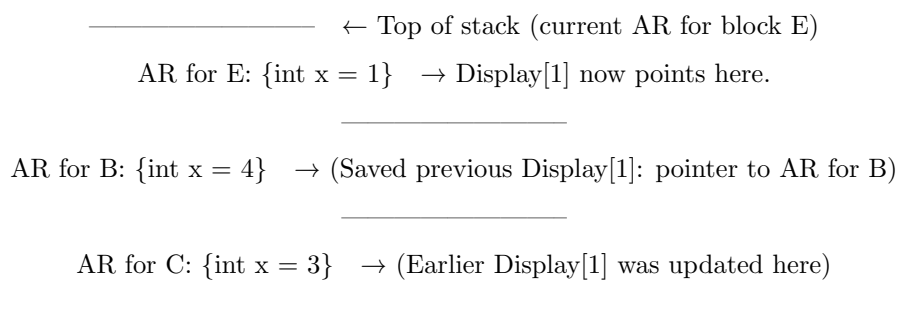 ← Top of stack (current AR for block E)
AR for E: {int x = 1} → Display[1] now points here.
AR for B: {int x = 4} → (Saved previous Display[1]: pointer to AR for B)
AR for C: {int x = 3} → (Earlier Display[1] was updated here)